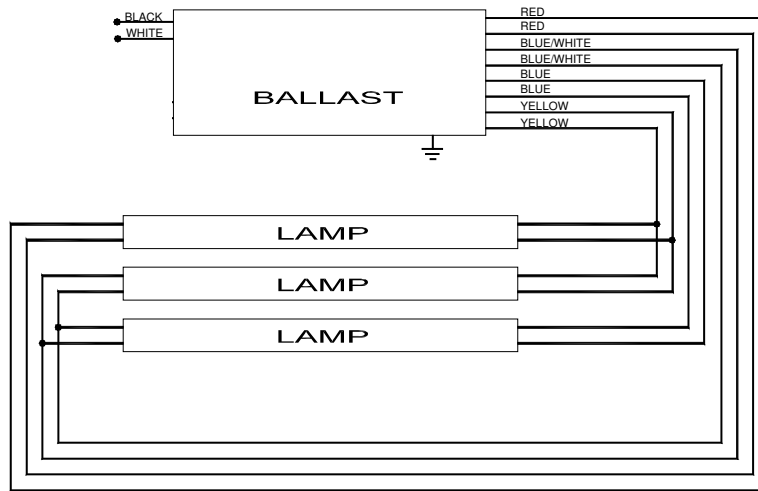 BLACK
WHITE
BALLAST
RED
RED
BLUE/WHITE
BLUE/WHITE
BLUE
BLUE
YELLOW
YELLOW
LAMP
LAMP
LAMP